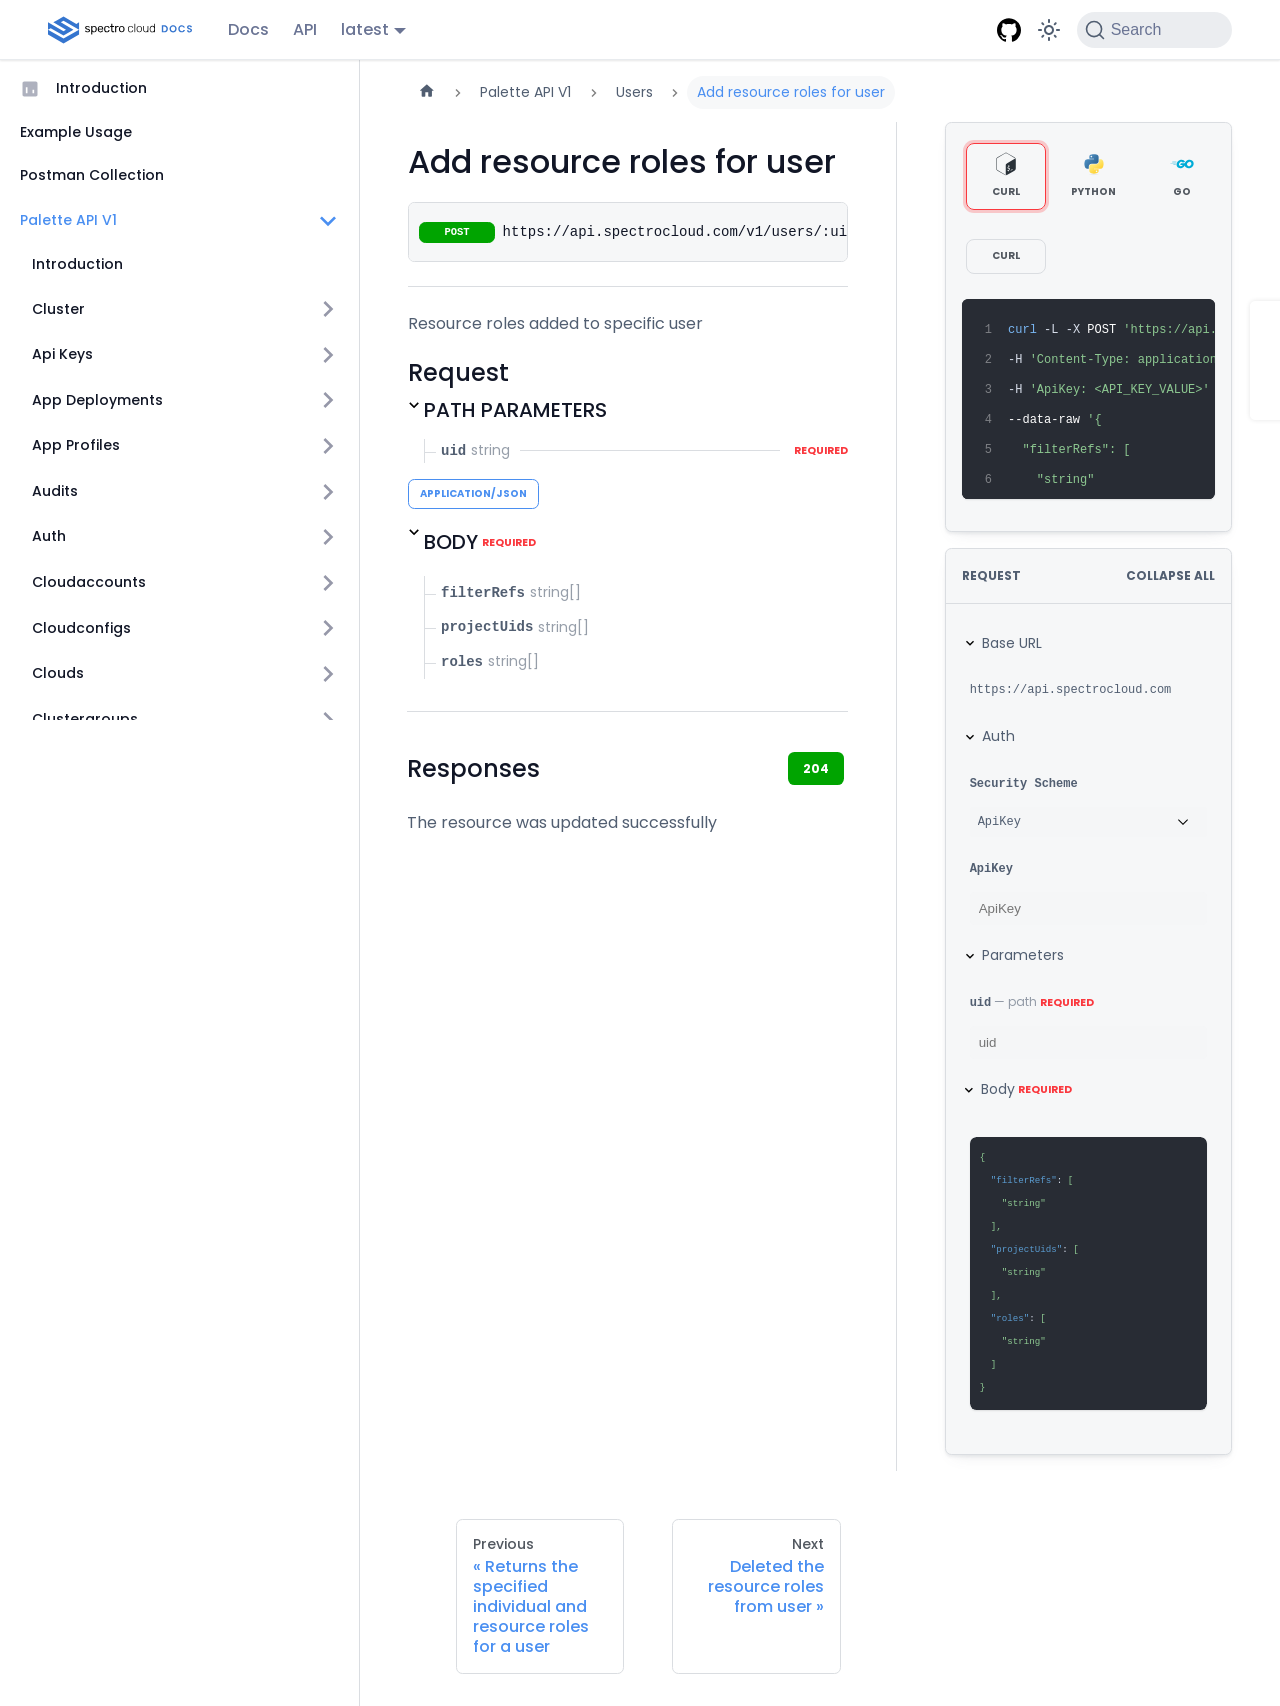 spectro cloud DOCS
Docs
API
latest
Search
Introduction
Example Usage
Postman Collection
Palette API V1
Introduction
Cluster
Api Keys
App Deployments
App Profiles
Audits
Auth
Cloudaccounts
Cloudconfigs
Clouds
Clustergroups
Palette API V1
Users
Add resource roles for user
Add resource roles for user
POST https://api.spectrocloud.com/v1/users/:ui
Resource roles added to specific user
Request
PATH PARAMETERS
uid string REQUIRED
APPLICATION/JSON
BODY REQUIRED
filterRefs string[]
projectUids string[]
roles string[]
Responses
204
The resource was updated successfully
CURL
PYTHON
GO
CURL
1 curl -L -X POST 'https://api.
2 -H 'Content-Type: application
3 -H 'ApiKey: <API_KEY_VALUE>'
4 --data-raw '{
5 "filterRefs": [
6 "string"
REQUEST
COLLAPSE ALL
Base URL
https://api.spectrocloud.com
Auth
Security Scheme
ApiKey
ApiKey
ApiKey
Parameters
uid — path REQUIRED
uid
Body REQUIRED
{
"filterRefs": [
"string"
],
"projectUids": [
"string"
],
"roles": [
"string"
]
}
Previous
« Returns the
specified
individual and
resource roles
for a user
Next
Deleted the
resource roles
from user »